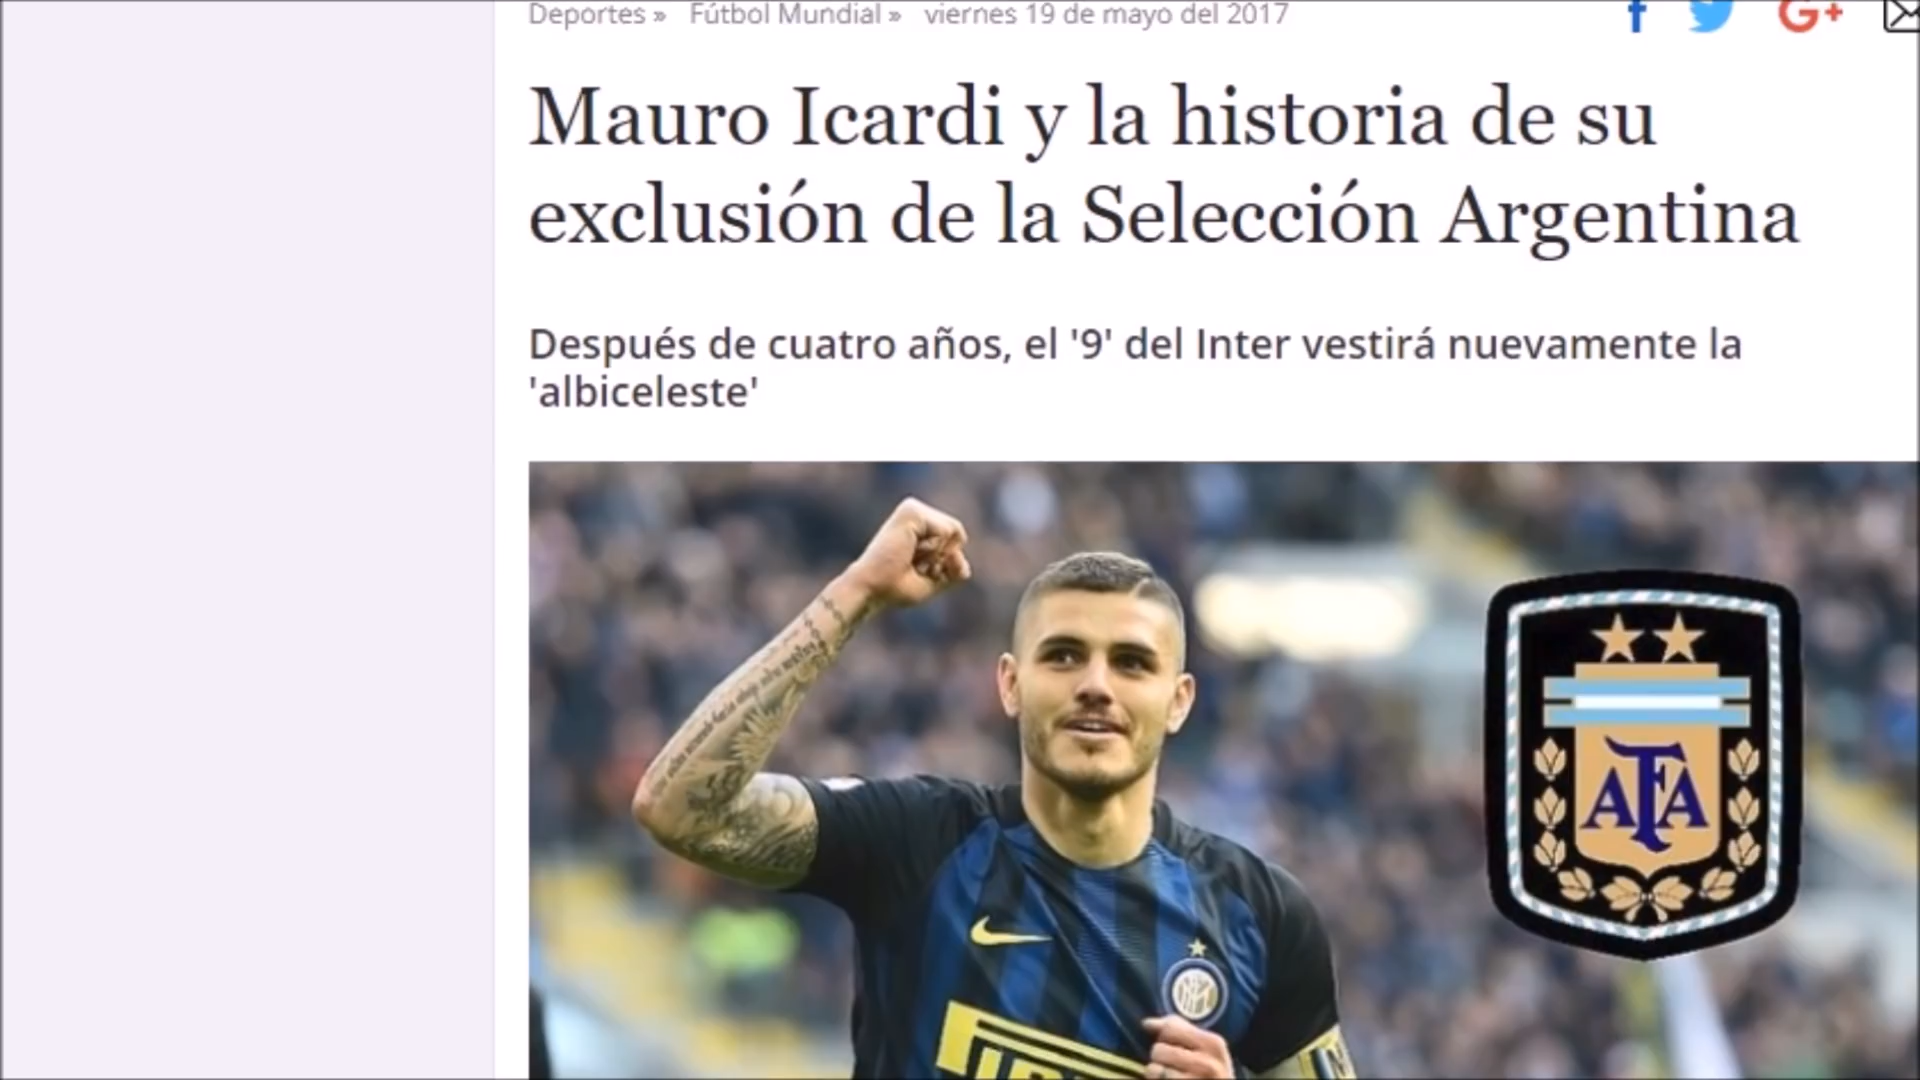 Deportes » Fútbol Mundial » viernes 19 de mayo del 2017
Mauro Icardi y la historia de su
exclusión de la Selección Argentina
Después de cuatro años, el '9' del Inter vestirá nuevamente la
'albiceleste'
AFA